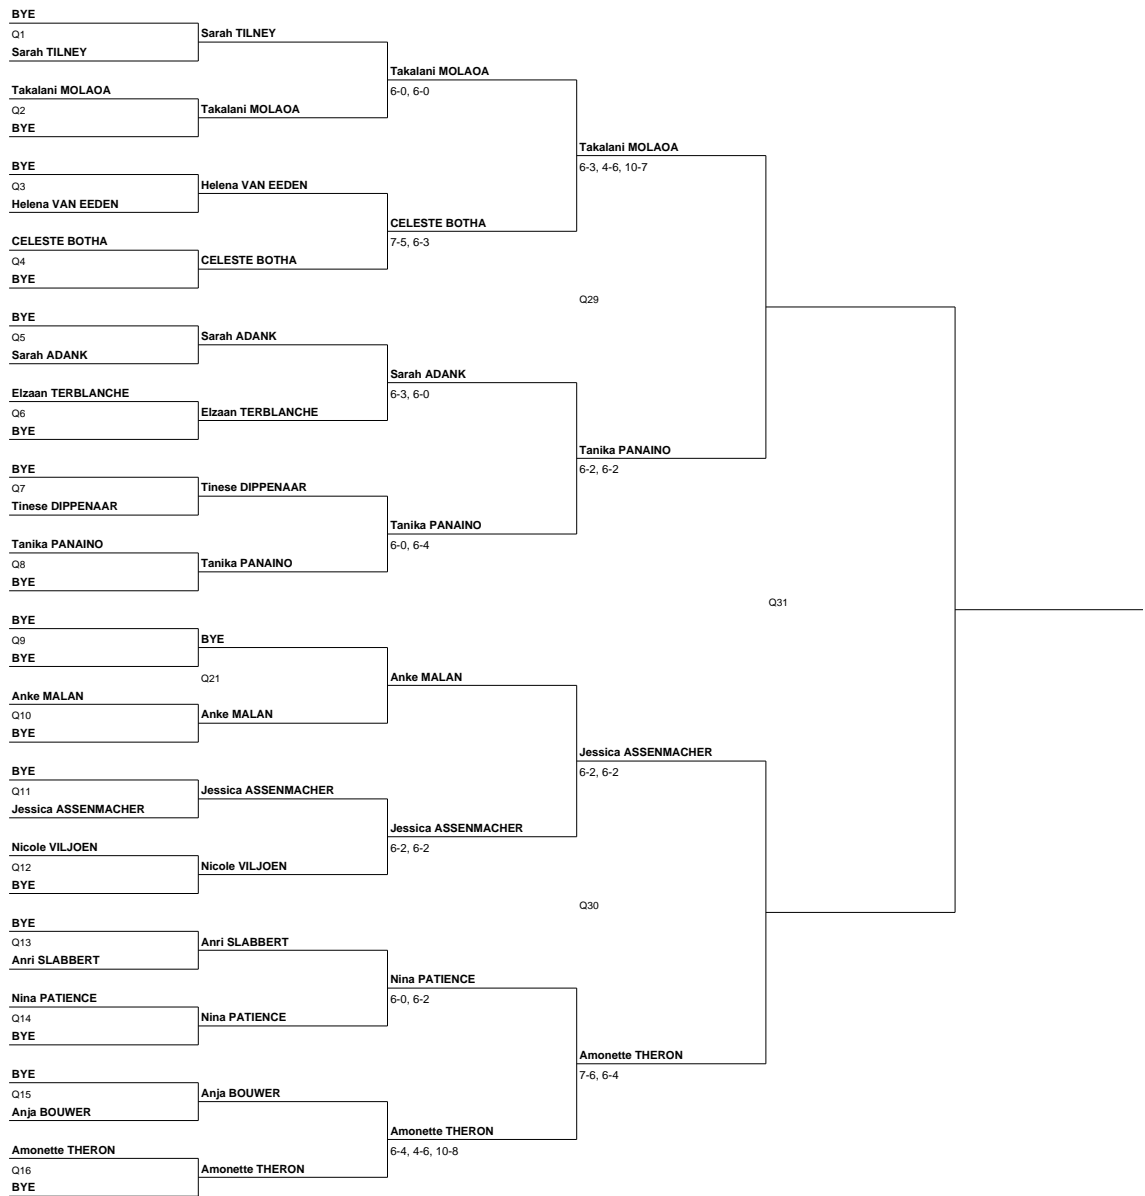 BYE
Q1
Sarah TILNEY
Sarah TILNEY
Takalani MOLAOA
6-0, 6-0
Takalani MOLAOA
Q2
BYE
Takalani MOLAOA
Takalani MOLAOA
6-3, 4-6, 10-7
BYE
Q3
Helena VAN EEDEN
Helena VAN EEDEN
CELESTE BOTHA
7-5, 6-3
CELESTE BOTHA
Q4
BYE
CELESTE BOTHA
Q29
BYE
Q5
Sarah ADANK
Sarah ADANK
Sarah ADANK
6-3, 6-0
Elzaan TERBLANCHE
Q6
BYE
Elzaan TERBLANCHE
Tanika PANAINO
6-2, 6-2
BYE
Q7
Tinese DIPPENAAR
Tinese DIPPENAAR
Tanika PANAINO
6-0, 6-4
Tanika PANAINO
Q8
BYE
Tanika PANAINO
Q31
BYE
Q9
BYE
BYE
Q21
Anke MALAN
Anke MALAN
Q10
BYE
Anke MALAN
Jessica ASSENMACHER
6-2, 6-2
BYE
Q11
Jessica ASSENMACHER
Jessica ASSENMACHER
Jessica ASSENMACHER
6-2, 6-2
Nicole VILJOEN
Q12
BYE
Nicole VILJOEN
Q30
BYE
Q13
Anri SLABBERT
Anri SLABBERT
Nina PATIENCE
6-0, 6-2
Nina PATIENCE
Q14
BYE
Nina PATIENCE
Amonette THERON
7-6, 6-4
BYE
Q15
Anja BOUWER
Anja BOUWER
Amonette THERON
6-4, 4-6, 10-8
Amonette THERON
Q16
BYE
Amonette THERON